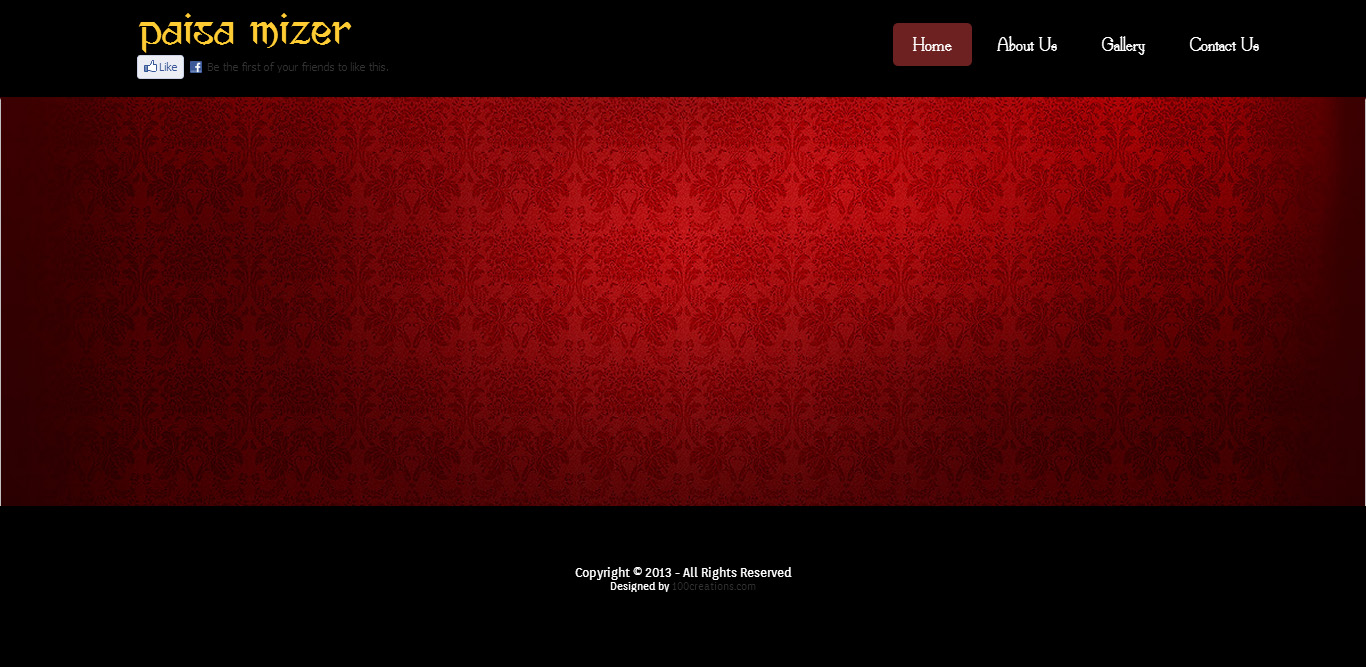 paisa mizer
Home About Us Gallery Contact Us
Like Be the first of your friends to like this.
Copyright © 2013 - All Rights Reserved
Designed by 100creations.com